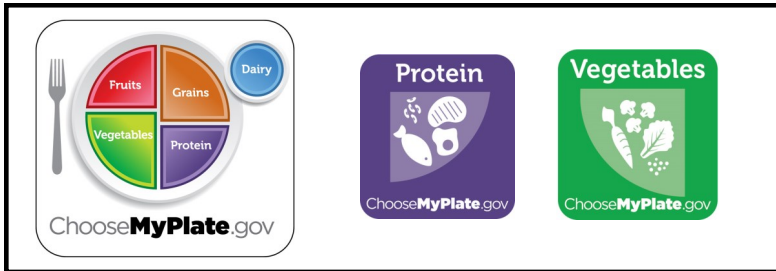 Fruits
Grains
Dairy
Vegetables
Protein
ChooseMyPlate.gov
Protein
ChooseMyPlate.gov
Vegetables
ChooseMyPlate.gov